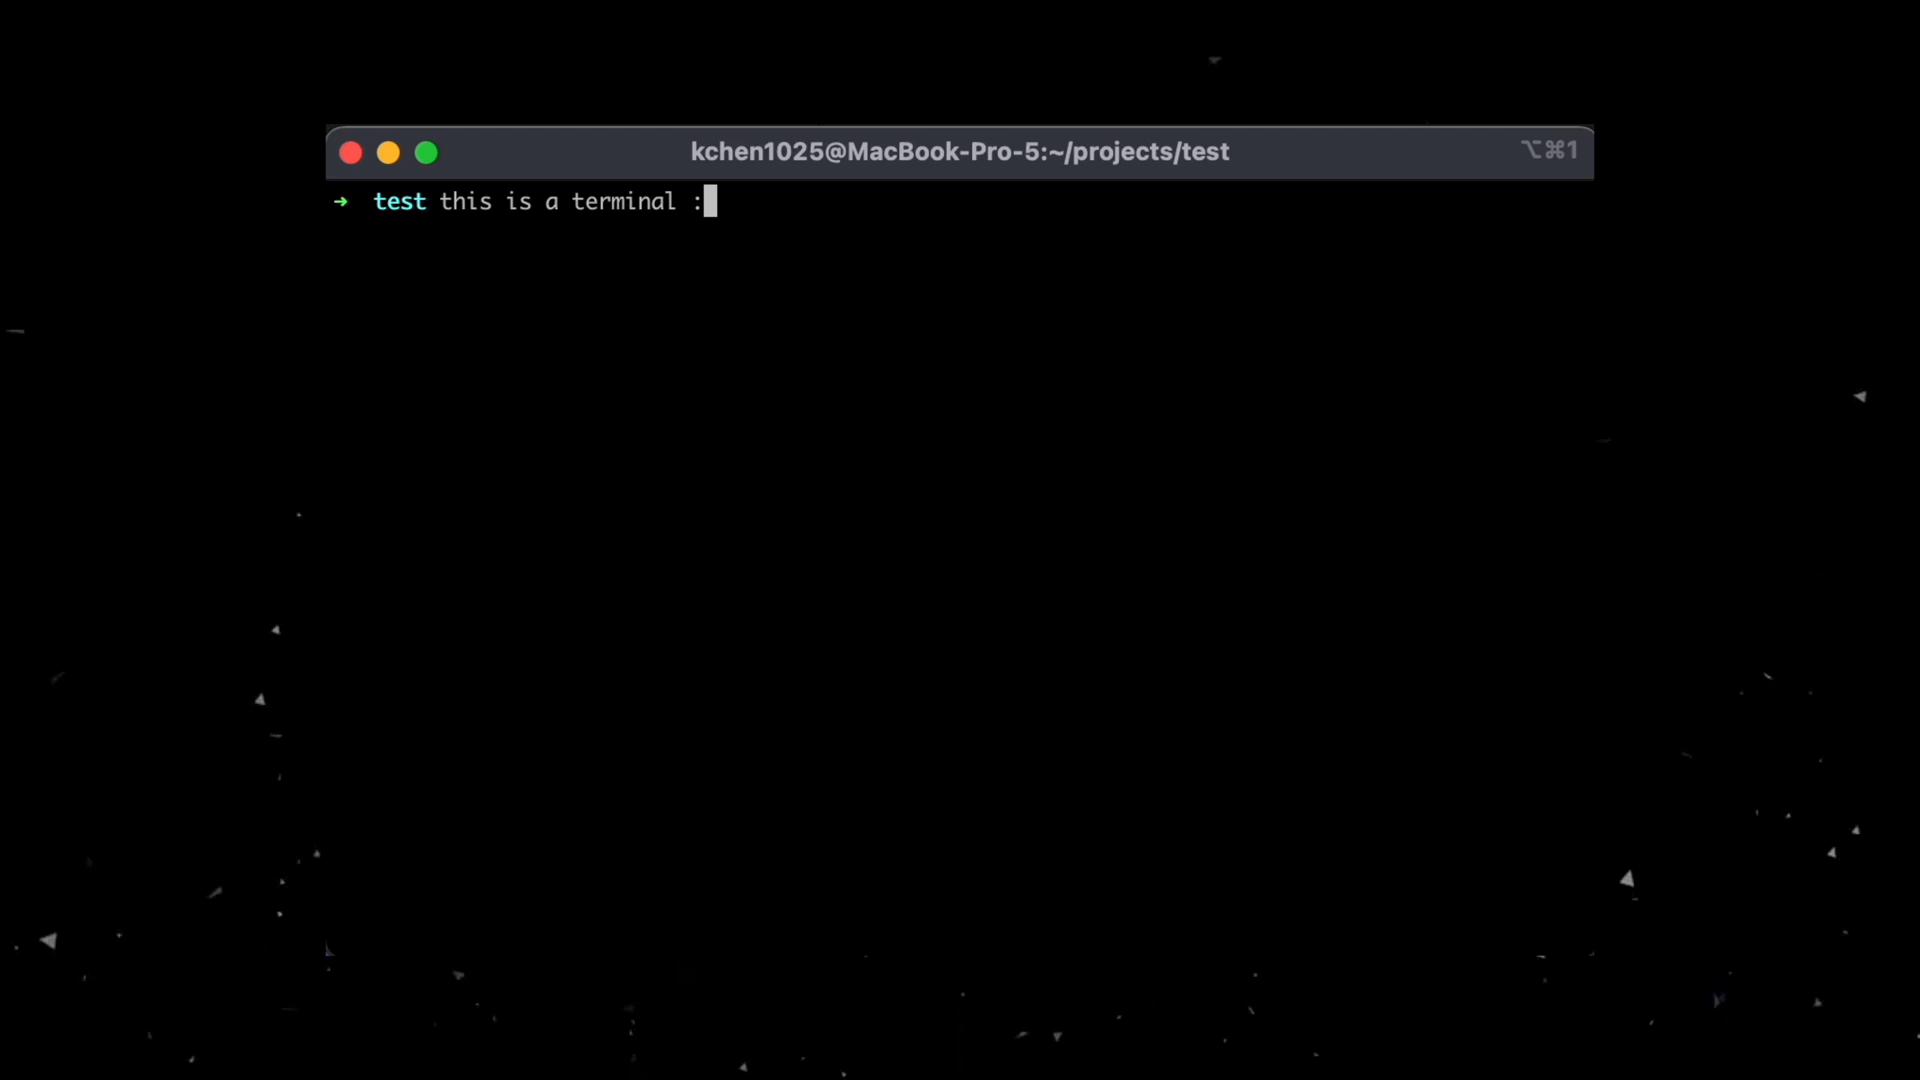 kchen1025@MacBook-Pro-5:~/projects/test ⌥⌘1
➜ test this is a terminal :